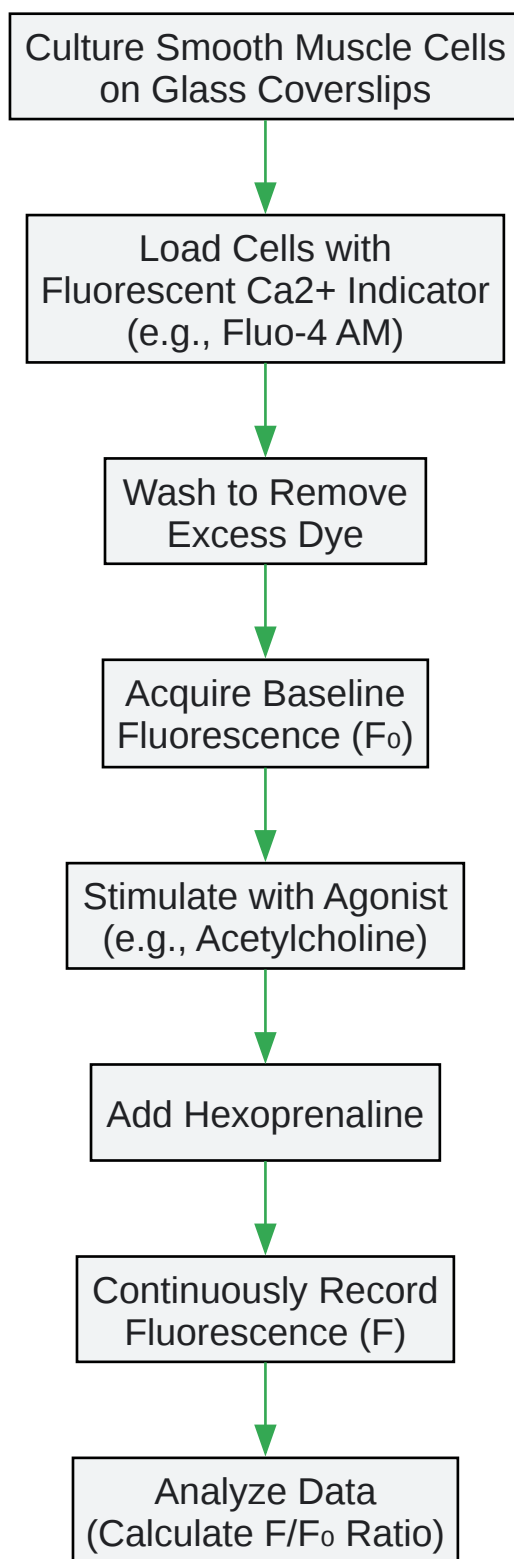 Culture Smooth Muscle Cells
on Glass Coverslips
Load Cells with
Fluorescent Ca2+ Indicator
(e.g., Fluo-4 AM)
Wash to Remove
Excess Dye
Acquire Baseline
Fluorescence (F₀)
Stimulate with Agonist
(e.g., Acetylcholine)
Add Hexoprenaline
Continuously Record
Fluorescence (F)
Analyze Data
(Calculate F/F₀ Ratio)